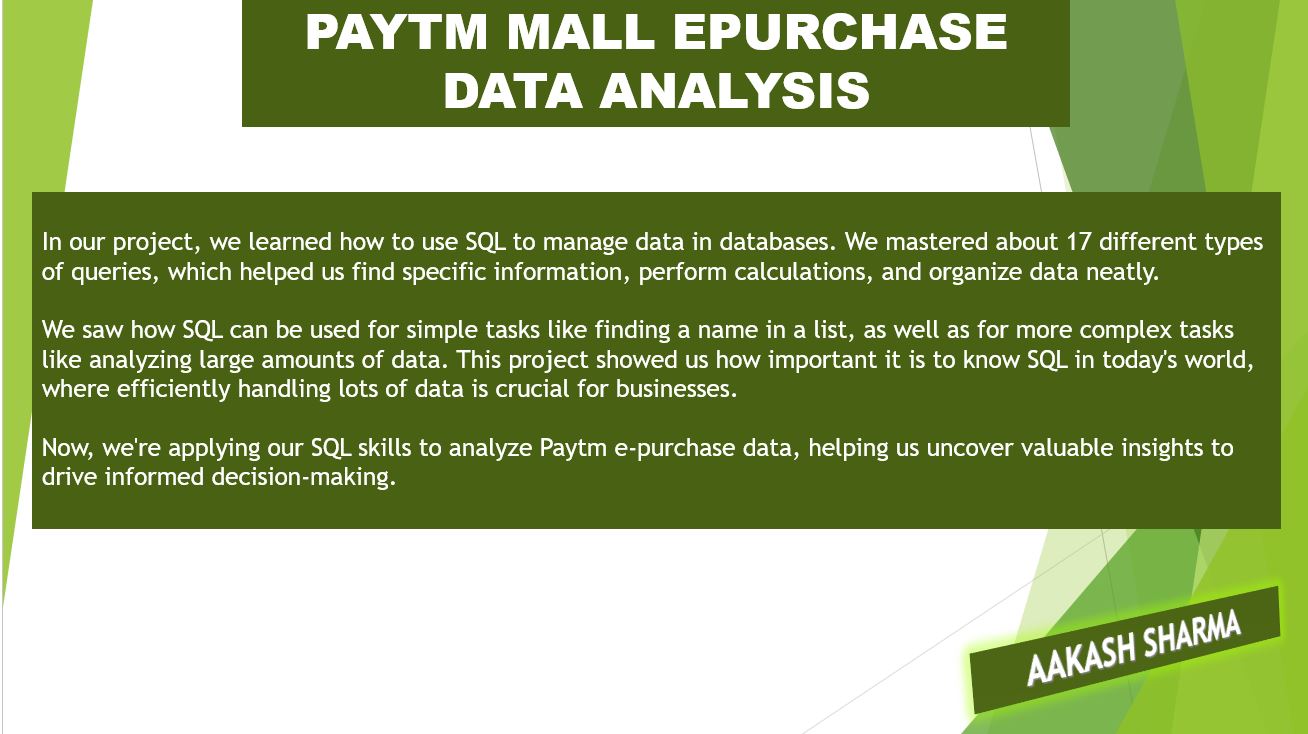 PAYTM MALL EPURCHASE
DATA ANALYSIS
In our project, we learned how to use SQL to manage data in databases. We mastered about 17 different types
of queries, which helped us find specific information, perform calculations, and organize data neatly.
We saw how SQL can be used for simple tasks like finding a name in a list, as well as for more complex tasks
like analyzing large amounts of data. This project showed us how important it is to know SQL in today's world,
where efficiently handling lots of data is crucial for businesses.
Now, we're applying our SQL skills to analyze Paytm e-purchase data, helping us uncover valuable insights to
drive informed decision-making.
AAKASH SHARMA